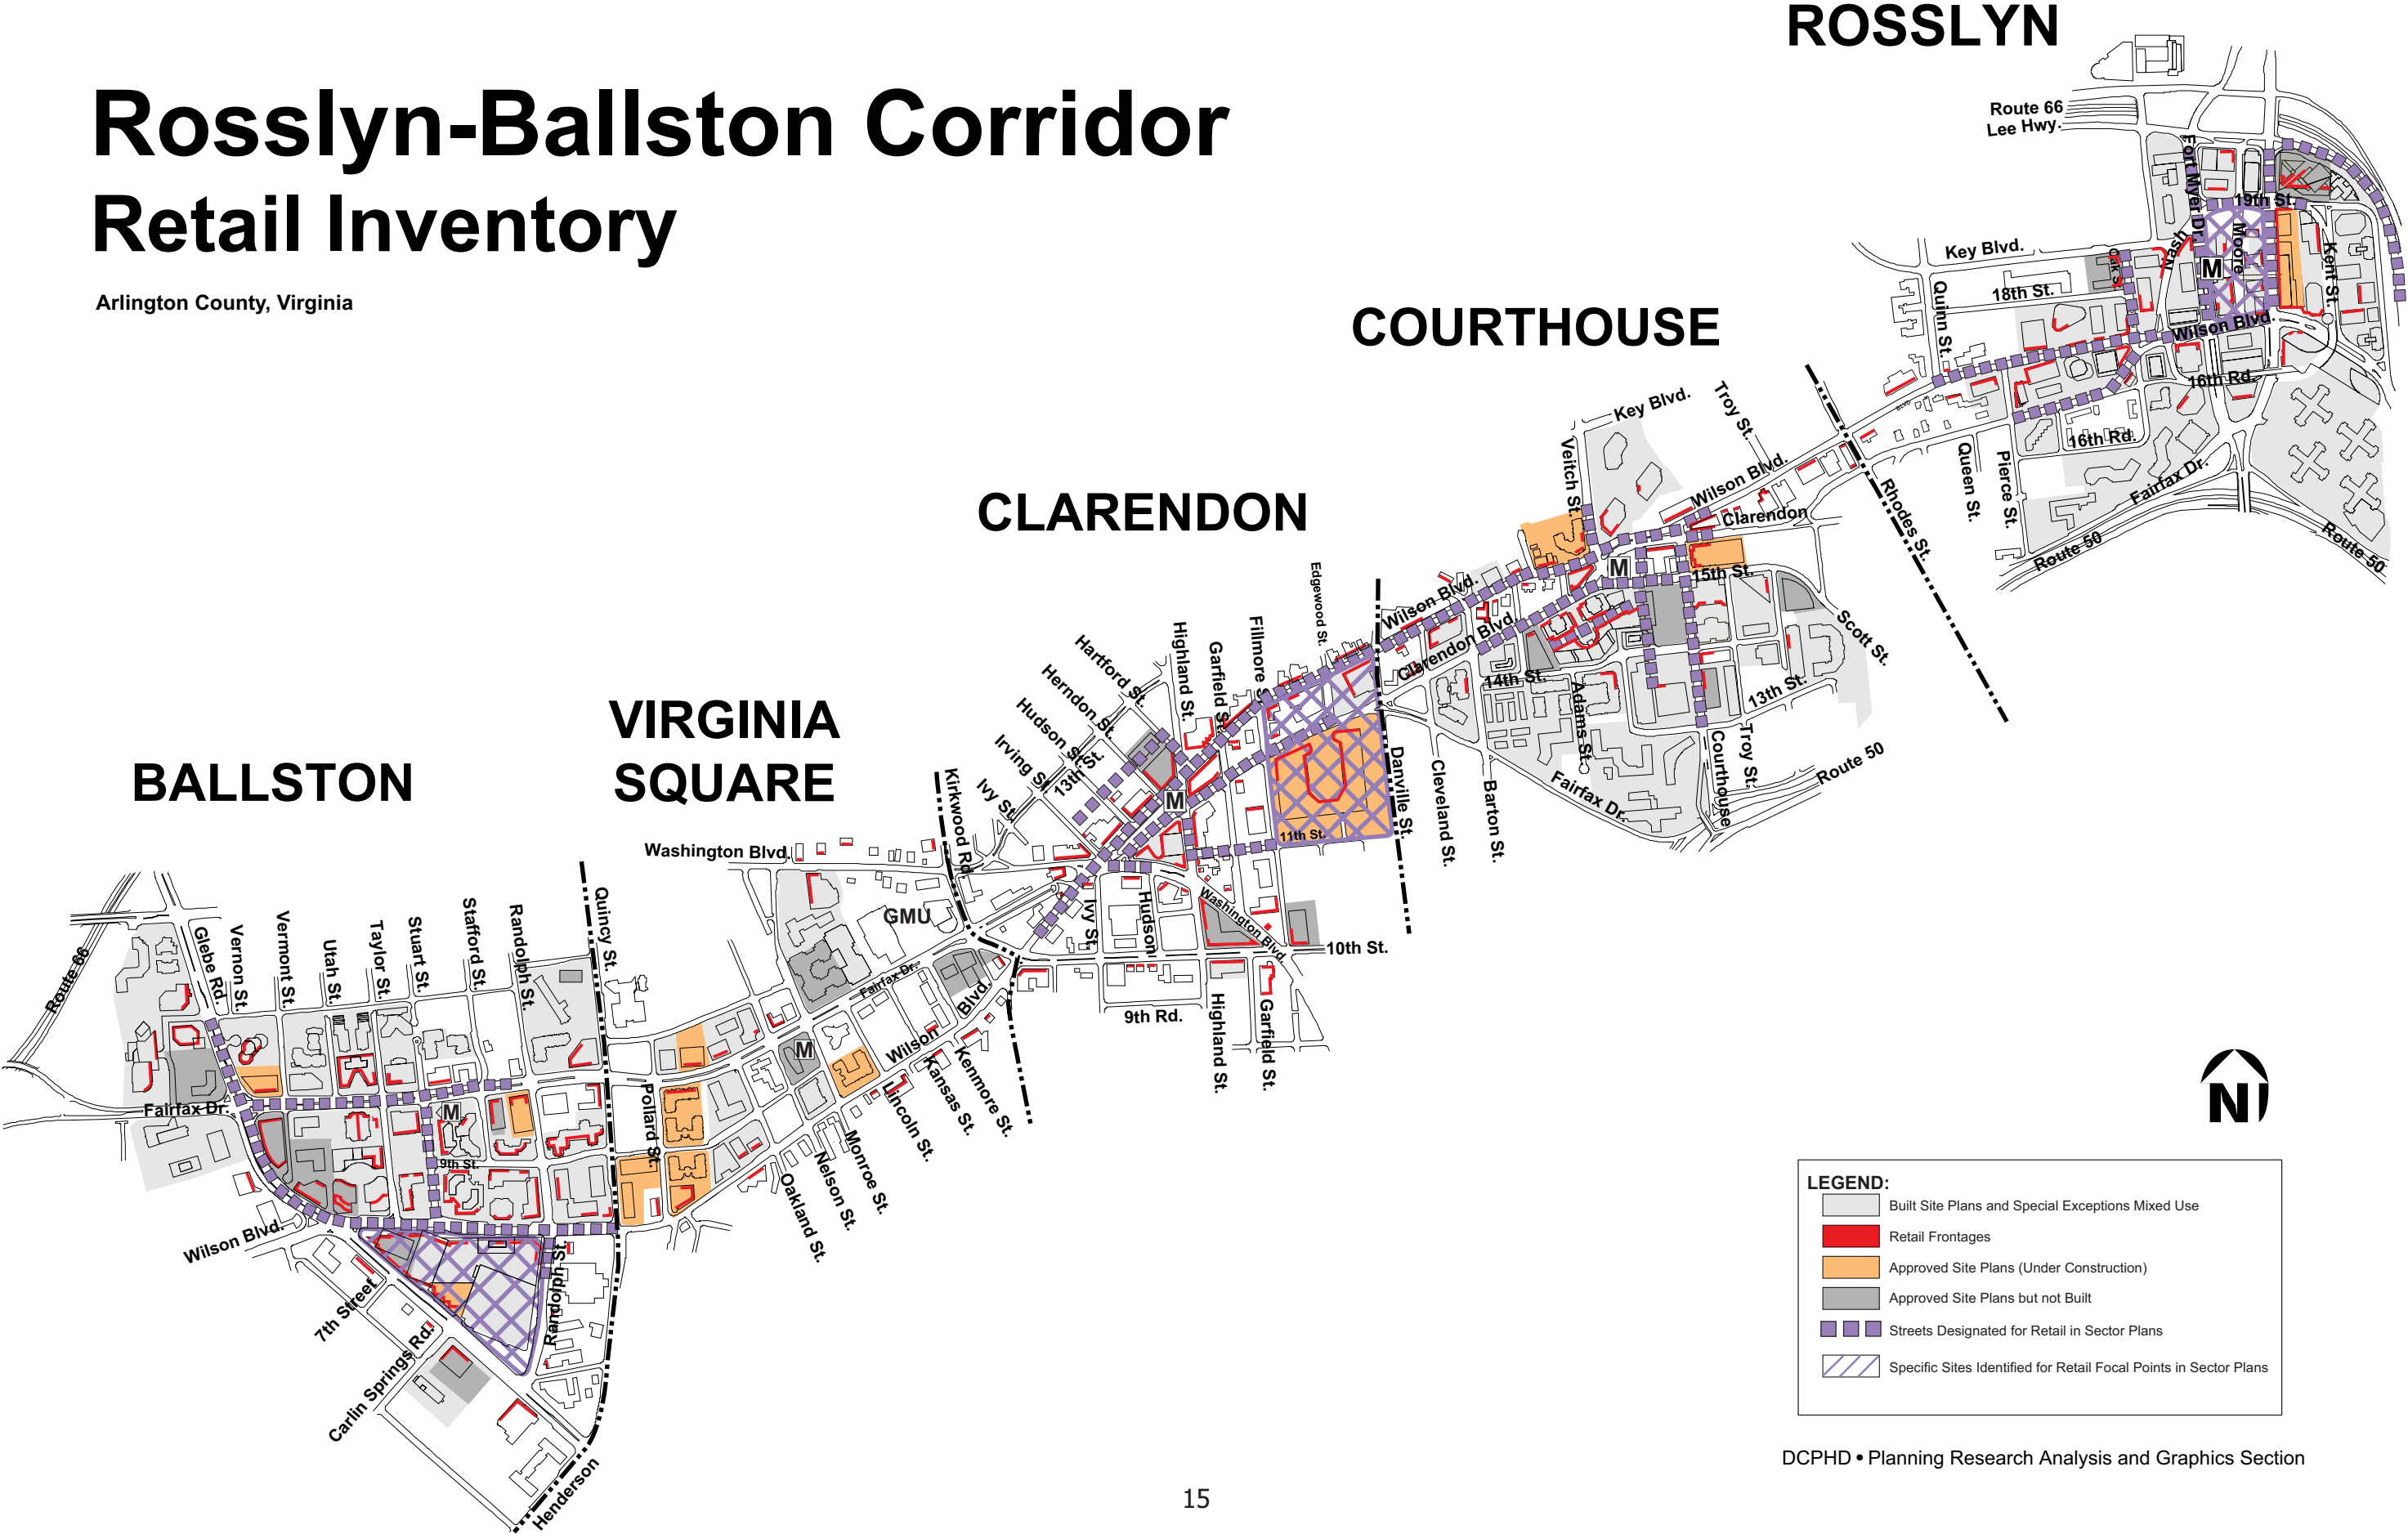 ROSSLYN
Rosslyn-Ballston Corridor
Retail Inventory
Arlington County, Virginia
Route 66
Lee Hwy.
Fort Myer Dr.
19th St.
Moore
Nash
Kent St.
Key Blvd.
Oak St.
M
18th St.
Quinn St.
Wilson Blvd.
16th Rd.
BLVD
16th Rd.
Queen St.
Pierce St.
Fairfax Dr.
Route 50
Route 50
Rhodes St.
COURTHOUSE
Key Blvd.
Troy St.
Veitch St.
Wilson Blvd.
Clarendon
M
15th St.
Scott St.
Wilson Blvd.
Clarendon Blvd.
14th St.
Adams St.
13th St.
Troy St.
Courthouse
Route 50
Fairfax Dr.
Barton St.
Cleveland St.
Danville St.
CLARENDON
Edgewood St.
Fillmore S
Garfield St.
Highland St.
Hartford St.
Herndon St.
Hudson St.
Irving St.
13th St.
Ivy St.
M
11th St.
Kirkwood Rd.
Ivy St.
Hudson
Washington Blvd.
10th St.
9th Rd.
Highland St.
Garfield St.
VIRGINIA
SQUARE
Washington Blvd.
GMU
Fairfax Dr.
Wilson
Blvd.
M
Kenmore St.
Kansas St.
Lincoln St.
Monroe St.
Nelson St.
Oakland St.
Pollard St.
Quincy St.
BALLSTON
Route 66
Glebe Rd.
Vernon St.
Vermont St.
Utah St.
Taylor St.
Stuart St.
Stafford St.
Randolph St.
Fairfax Dr.
M
9th St.
Wilson Blvd.
7th Street
Randolph St.
Carlin Springs Rd.
Henderson
N
LEGEND:
Built Site Plans and Special Exceptions Mixed Use
Retail Frontages
Approved Site Plans (Under Construction)
Approved Site Plans but not Built
Streets Designated for Retail in Sector Plans
Specific Sites Identified for Retail Focal Points in Sector Plans
DCPHD • Planning Research Analysis and Graphics Section
15